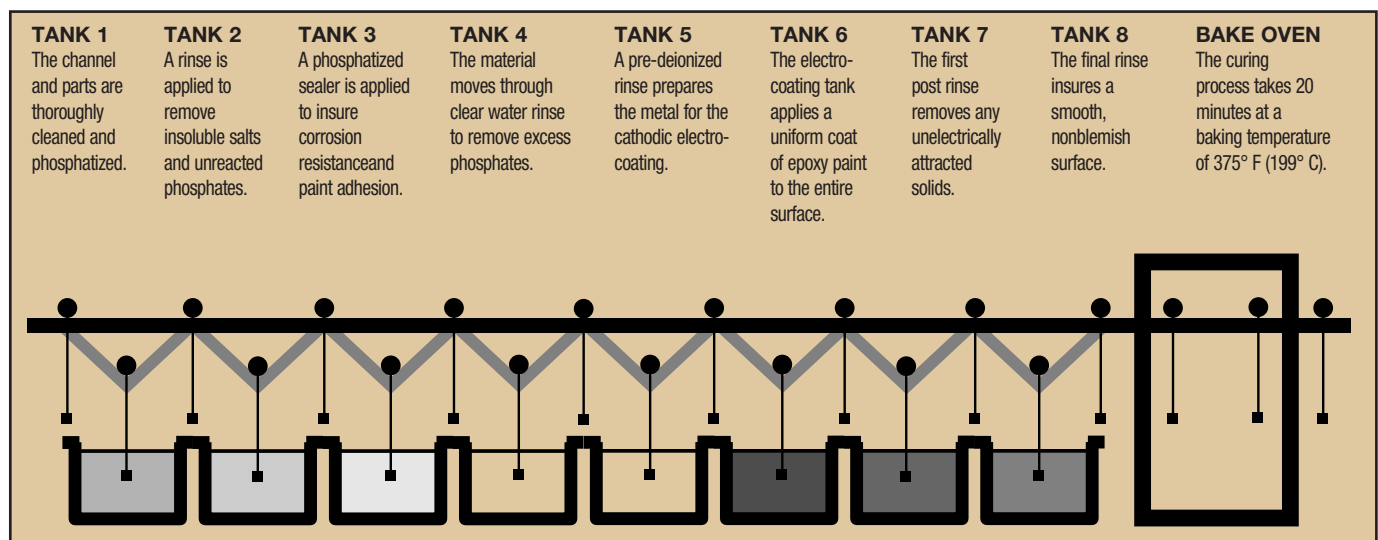 TANK 1
The channel
and parts are
thoroughly
cleaned and
phosphatized.
TANK 2
A rinse is
applied to
remove
insoluble salts
and unreacted
phosphates.
TANK 3
A phosphatized
sealer is applied
to insure
corrosion
resistanceand
paint adhesion.
TANK 4
The material
moves through
clear water rinse
to remove excess
phosphates.
TANK 5
A pre-deionized
rinse prepares
the metal for the
cathodic electro-
coating.
TANK 6
The electro-
coating tank
applies a
uniform coat
of epoxy paint
to the entire
surface.
TANK 7
The first
post rinse
removes any
unelectrically
attracted
solids.
TANK 8
The final rinse
insures a
smooth,
nonblemish
surface.
BAKE OVEN
The curing
process takes 20
minutes at a
baking temperature
of 375° F (199° C).